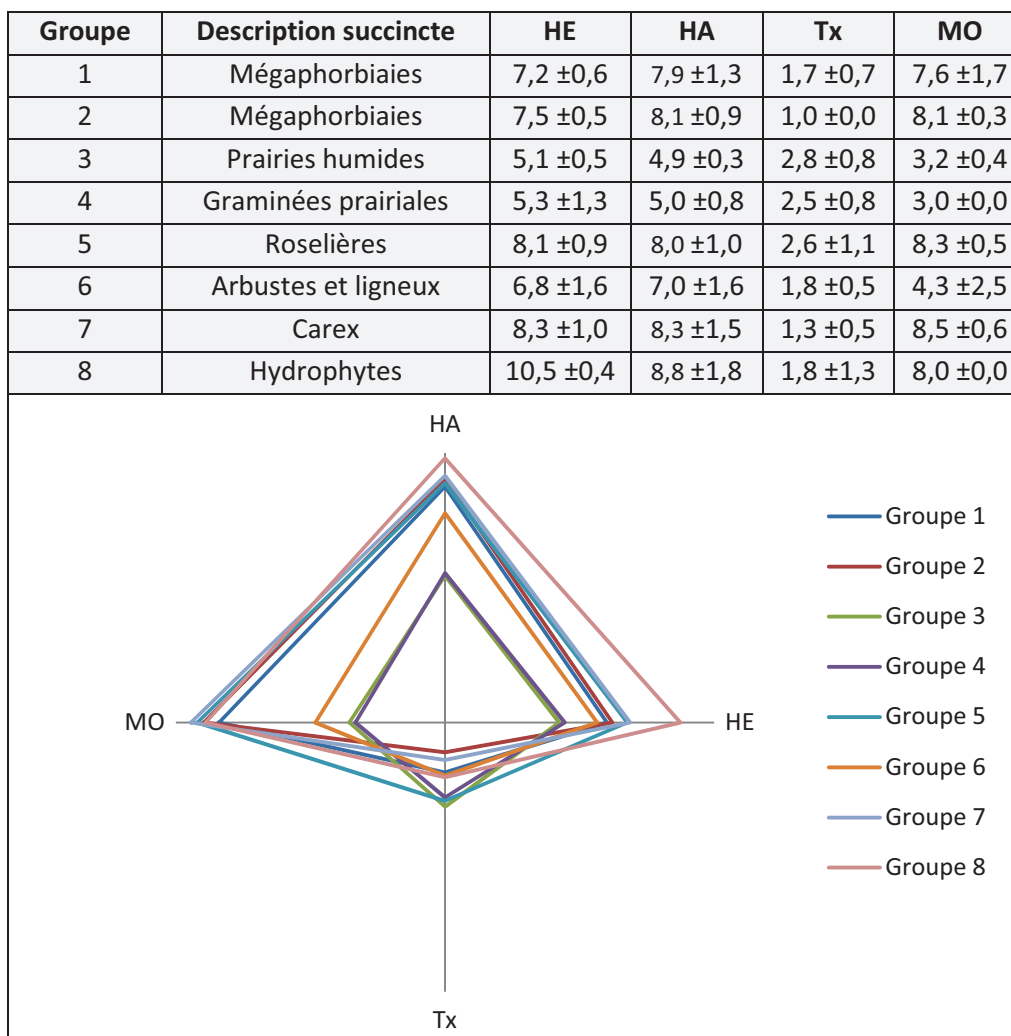 Groupe Description succincte HE HA Tx MO
1 Mégaphorbiaies 7,2 ±0,6 7,9 ±1,3 1,7 ±0,7 7,6 ±1,7
2 Mégaphorbiaies 7,5 ±0,5 8,1 ±0,9 1,0 ±0,0 8,1 ±0,3
3 Prairies humides 5,1 ±0,5 4,9 ±0,3 2,8 ±0,8 3,2 ±0,4
4 Graminées prairiales 5,3 ±1,3 5,0 ±0,8 2,5 ±0,8 3,0 ±0,0
5 Roselières 8,1 ±0,9 8,0 ±1,0 2,6 ±1,1 8,3 ±0,5
6 Arbustes et ligneux 6,8 ±1,6 7,0 ±1,6 1,8 ±0,5 4,3 ±2,5
7 Carex 8,3 ±1,0 8,3 ±1,5 1,3 ±0,5 8,5 ±0,6
8 Hydrophytes 10,5 ±0,4 8,8 ±1,8 1,8 ±1,3 8,0 ±0,0
HA
MO
HE
Tx
Groupe 1
Groupe 2
Groupe 3
Groupe 4
Groupe 5
Groupe 6
Groupe 7
Groupe 8